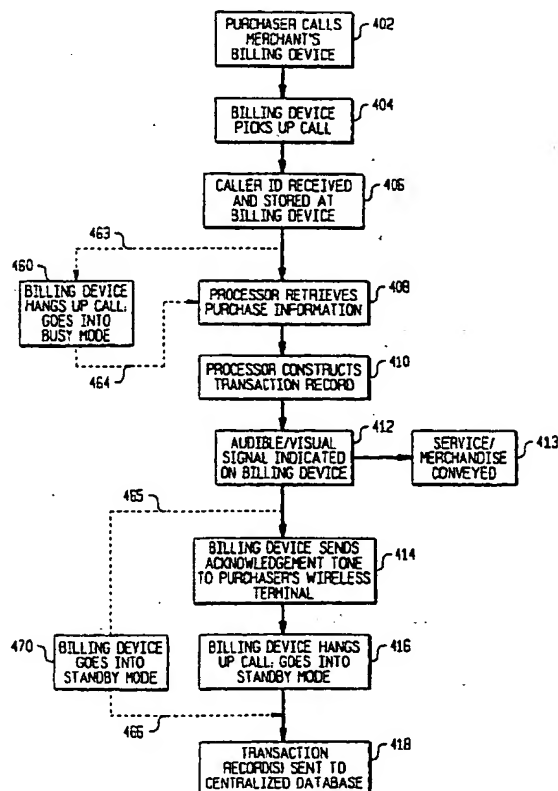 PURCHASER CALLS
MERCHANT'S
BILLING DEVICE
402
BILLING DEVICE
PICKS UP CALL
404
CALLER ID RECEIVED
AND STORED AT
BILLING DEVICE
406
463
460
BILLING DEVICE
HANGS UP CALL;
GOES INTO
BUSY MODE
464
PROCESSOR RETRIEVES
PURCHASE INFORMATION
408
PROCESSOR CONSTRUCTS
TRANSACTION RECORD
410
412
AUDIBLE/VISUAL
SIGNAL INDICATED
ON BILLING DEVICE
SERVICE/
MERCHANDISE
CONVEYED
413
465
BILLING DEVICE SENDS
ACKNOWLEDGEMENT TONE
TO PURCHASER'S WIRELESS
TERMINAL
414
470
BILLING DEVICE
GOES INTO
STANDBY MODE
BILLING DEVICE HANGS
UP CALL; GOES INTO
STANDBY MODE
416
466
TRANSACTION
RECORD(S) SENT TO
CENTRALIZED DATABASE
418